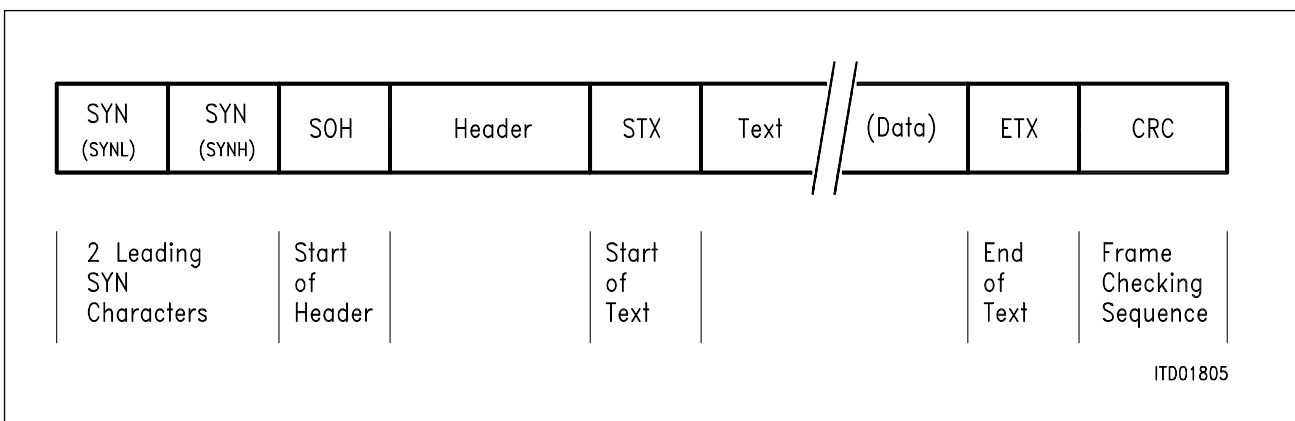 SYN SYN SOH Header STX Text (Data) ETX CRC
(SYNL) (SYNH)
2 Leading
SYN
Characters
Start
of
Header
Start
of
Text
End
of
Text
Frame
Checking
Sequence
ITD01805